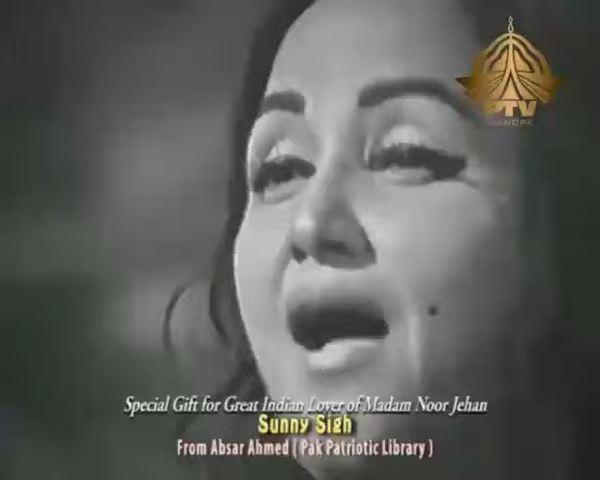 PTV
Special Gift for Great Indian Lover of Madam Noor Jehan
Sunny Sigh
From Absar Ahmed ( Pak Patriotic Library )